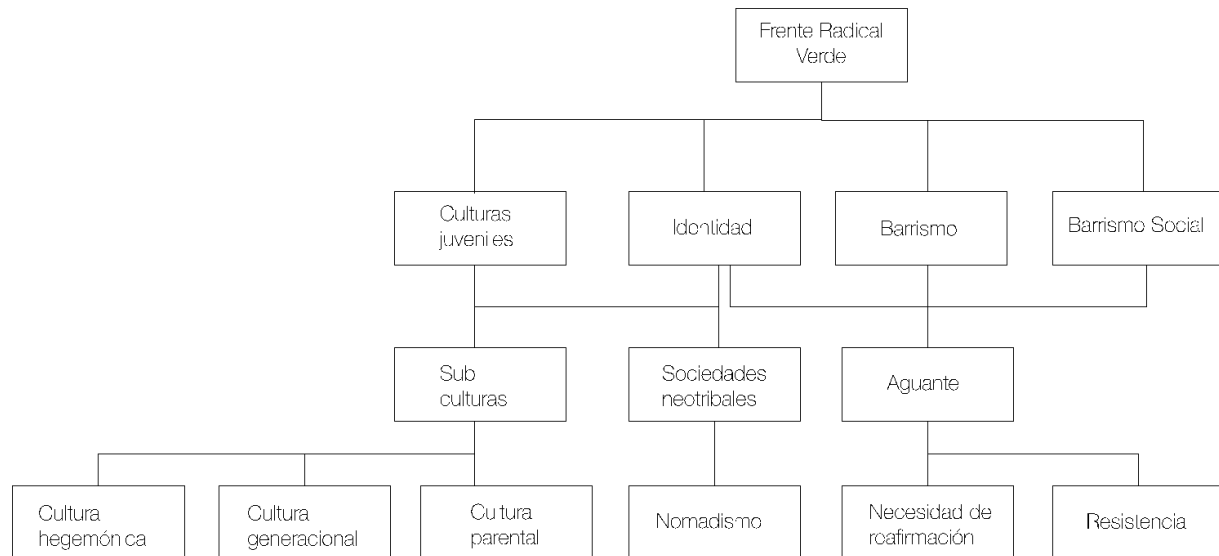 Frente Radical
Verde
Culturas
juveniles
Identidad
Barrismo
Barrismo Social
Sub
culturas
Sociedades
neotribales
Aguante
Cultura
hegemónica
Cultura
generacional
Cultura
parental
Nomadismo
Necesidad de
roafirmación
Resistencia